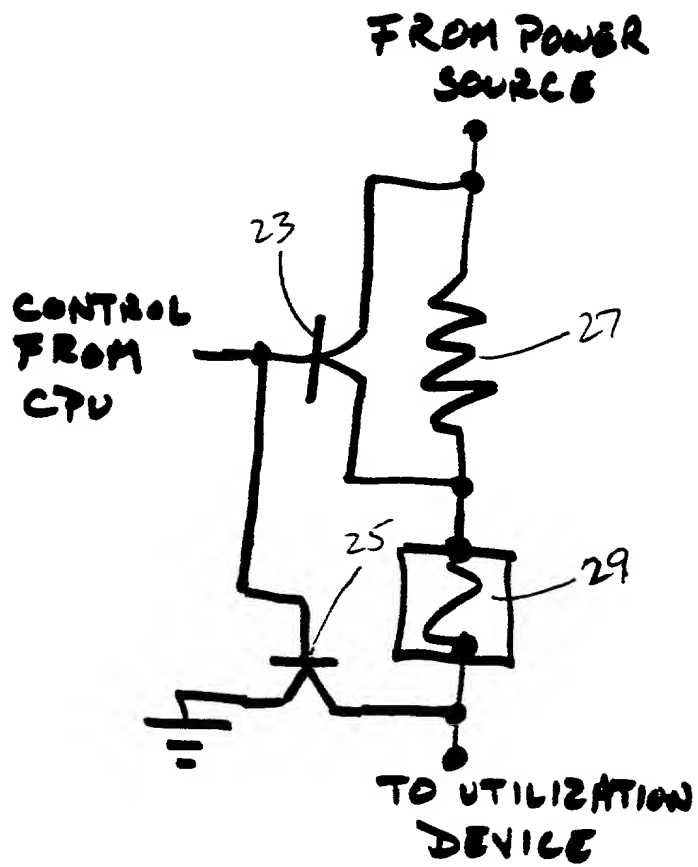 FROM POWER
SOURCE
23
CONTROL
FROM
CPU
27
25
29
TO UTILIZATION
DEVICE